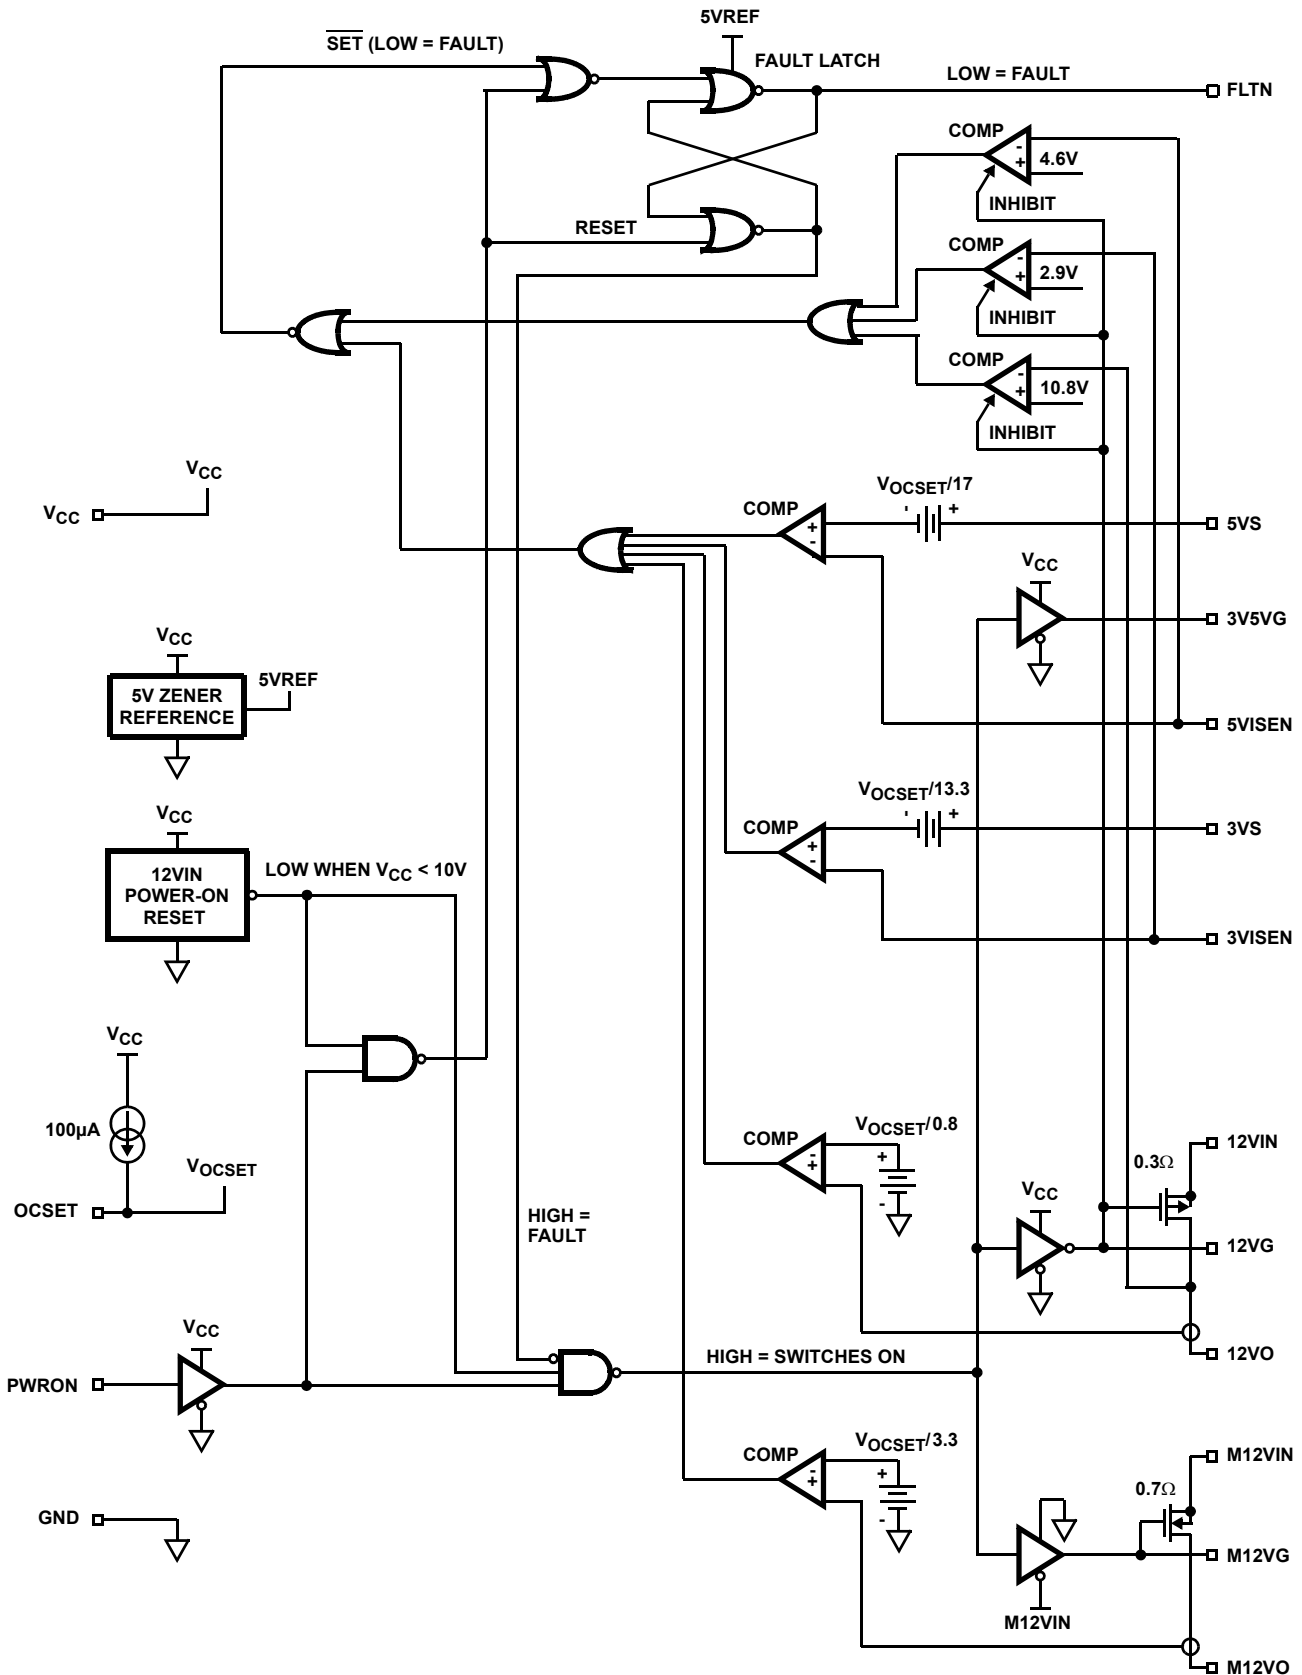 5VREF
SET (LOW = FAULT)
FAULT LATCH
LOW = FAULT
FLTN
COMP
-
+
4.6V
INHIBIT
RESET
COMP
-
+
2.9V
INHIBIT
COMP
-
+
10.8V
INHIBIT
VCC
VCC
VOCSET/17
- +
COMP
+
-
5VS
VCC
3V5VG
5VISEN
VCC
5V ZENER
REFERENCE
5VREF
VOCSET/13.3
- +
COMP
+
-
3VS
3VISEN
VCC
12VIN
POWER-ON
RESET
LOW WHEN VCC < 10V
VCC
100µA
VOCSET
OCSET
VOCSET/0.8
COMP
-
+
+
-
12VIN
0.3Ω
VCC
12VG
12VO
HIGH =
FAULT
VCC
PWRON
HIGH = SWITCHES ON
VOCSET/3.3
COMP
-
+
+
-
M12VIN
0.7Ω
M12VG
M12VIN
M12VO
GND